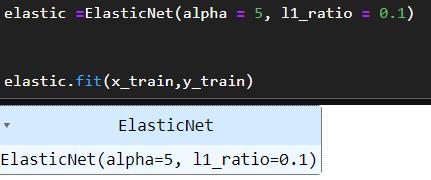 elastic =ElasticNet(alpha = 5, l1_ratio = 0.1)
elastic.fit(x_train,y_train)
ElasticNet
ElasticNet(alpha=5, l1_ratio=0.1)